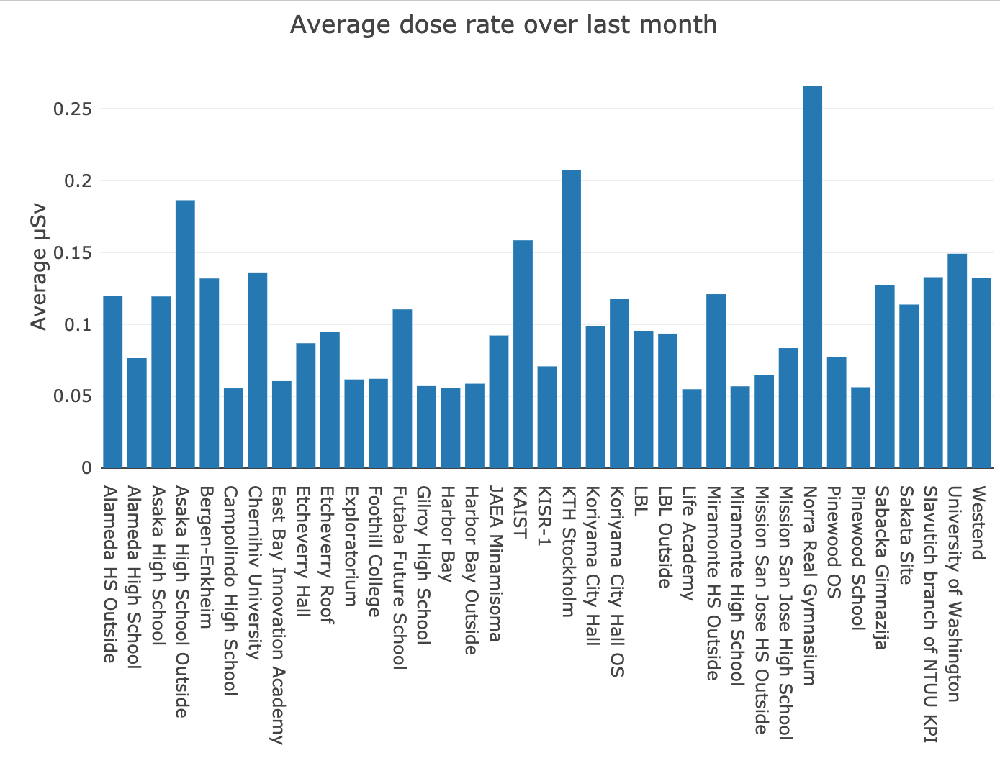 Average dose rate over last month
Average μSv
0.25
0.2
0.15
0.1
0.05
0
Alameda HS Outside
Alameda High School
Asaka High School
Asaka High School Outside
Bergen-Enkheim
Campolindo High School
Chernihiv University
East Bay Innovation Academy
Etcheverry Hall
Etcheverry Roof
Exploratorium
Foothill College
Futaba Future School
Gilroy High School
Harbor Bay
Harbor Bay Outside
JAEA Minamisoma
KAIST
KISR-1
KTH Stockholm
Koriyama City Hall
Koriyama City Hall OS
LBL
LBL Outside
Life Academy
Miramonte HS Outside
Miramonte High School
Mission San Jose HS Outside
Mission San Jose High School
Norra Real Gymnasium
Pinewood OS
Pinewood School
Sabacka Gimnazija
Sakata Site
Slavutich branch of NTUU KPI
University of Washington
Westend